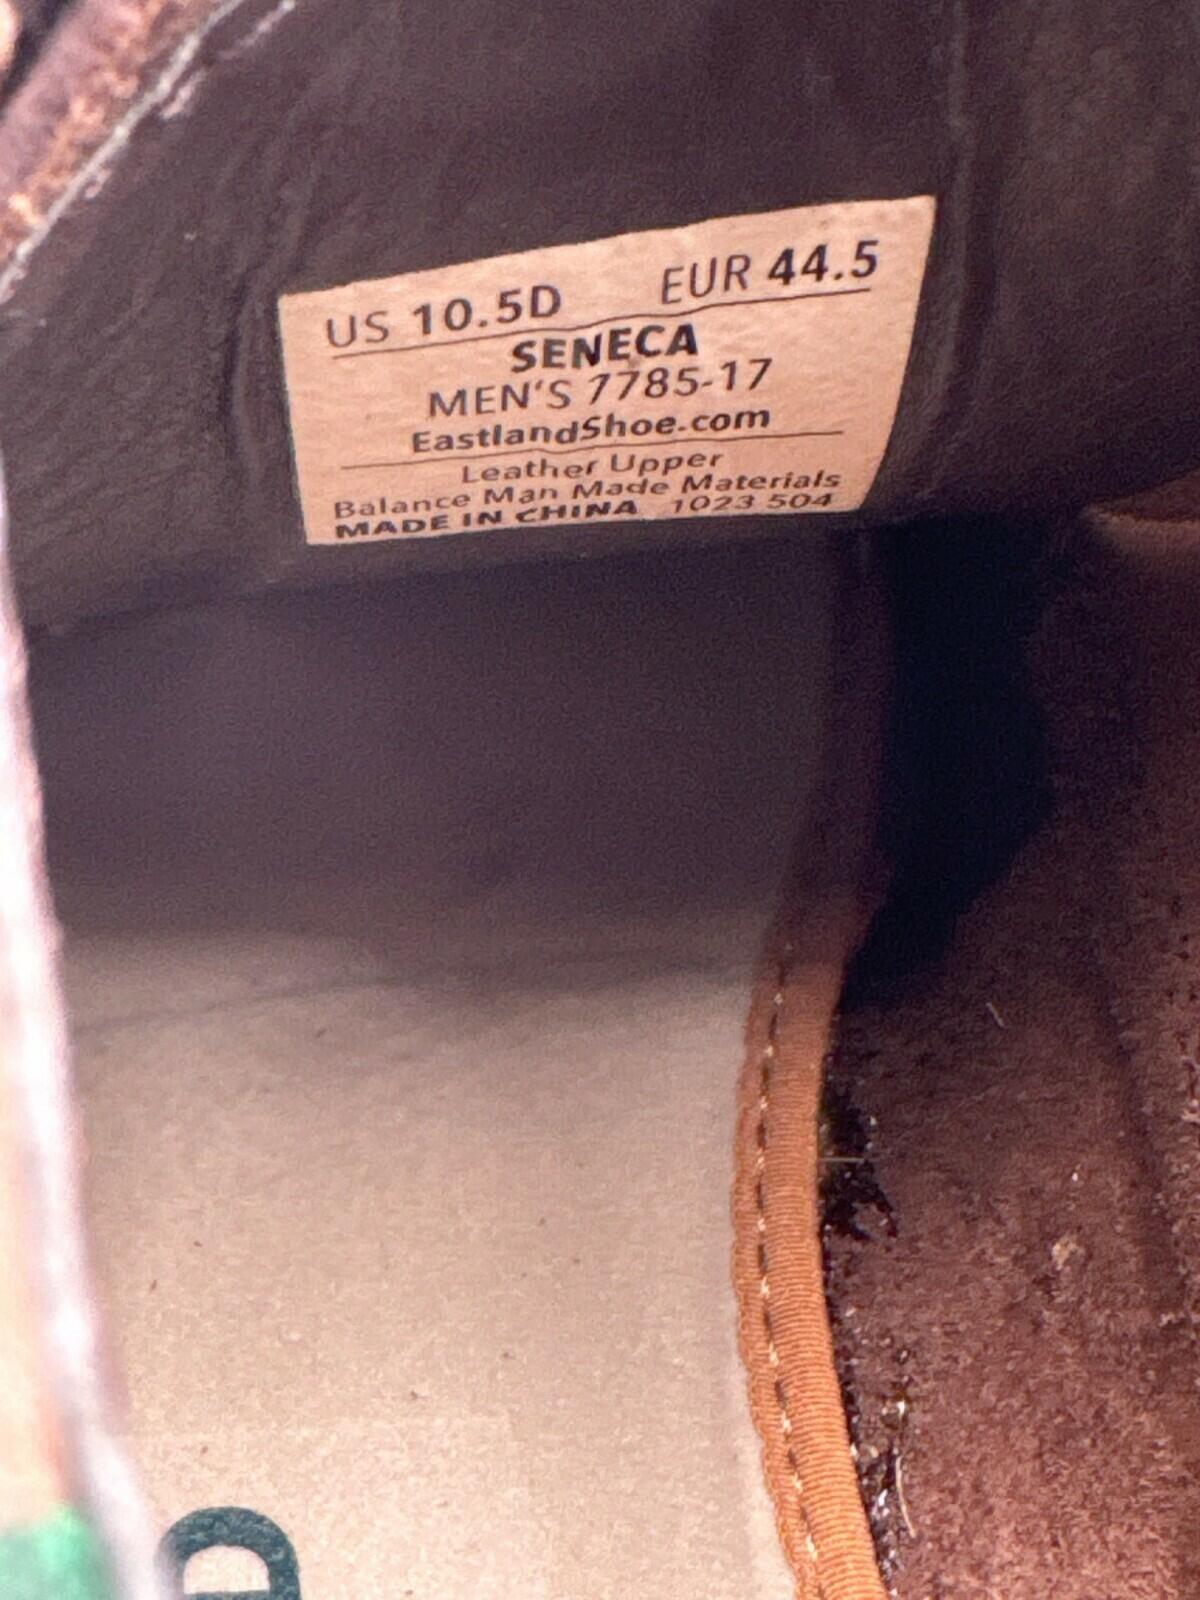 US 10.5D EUR 44.5
SENECA
MEN'S 7785-17
EastlandShoe.com
Leather Upper
Balance Man Made Materials
MADE IN CHINA 1023 504